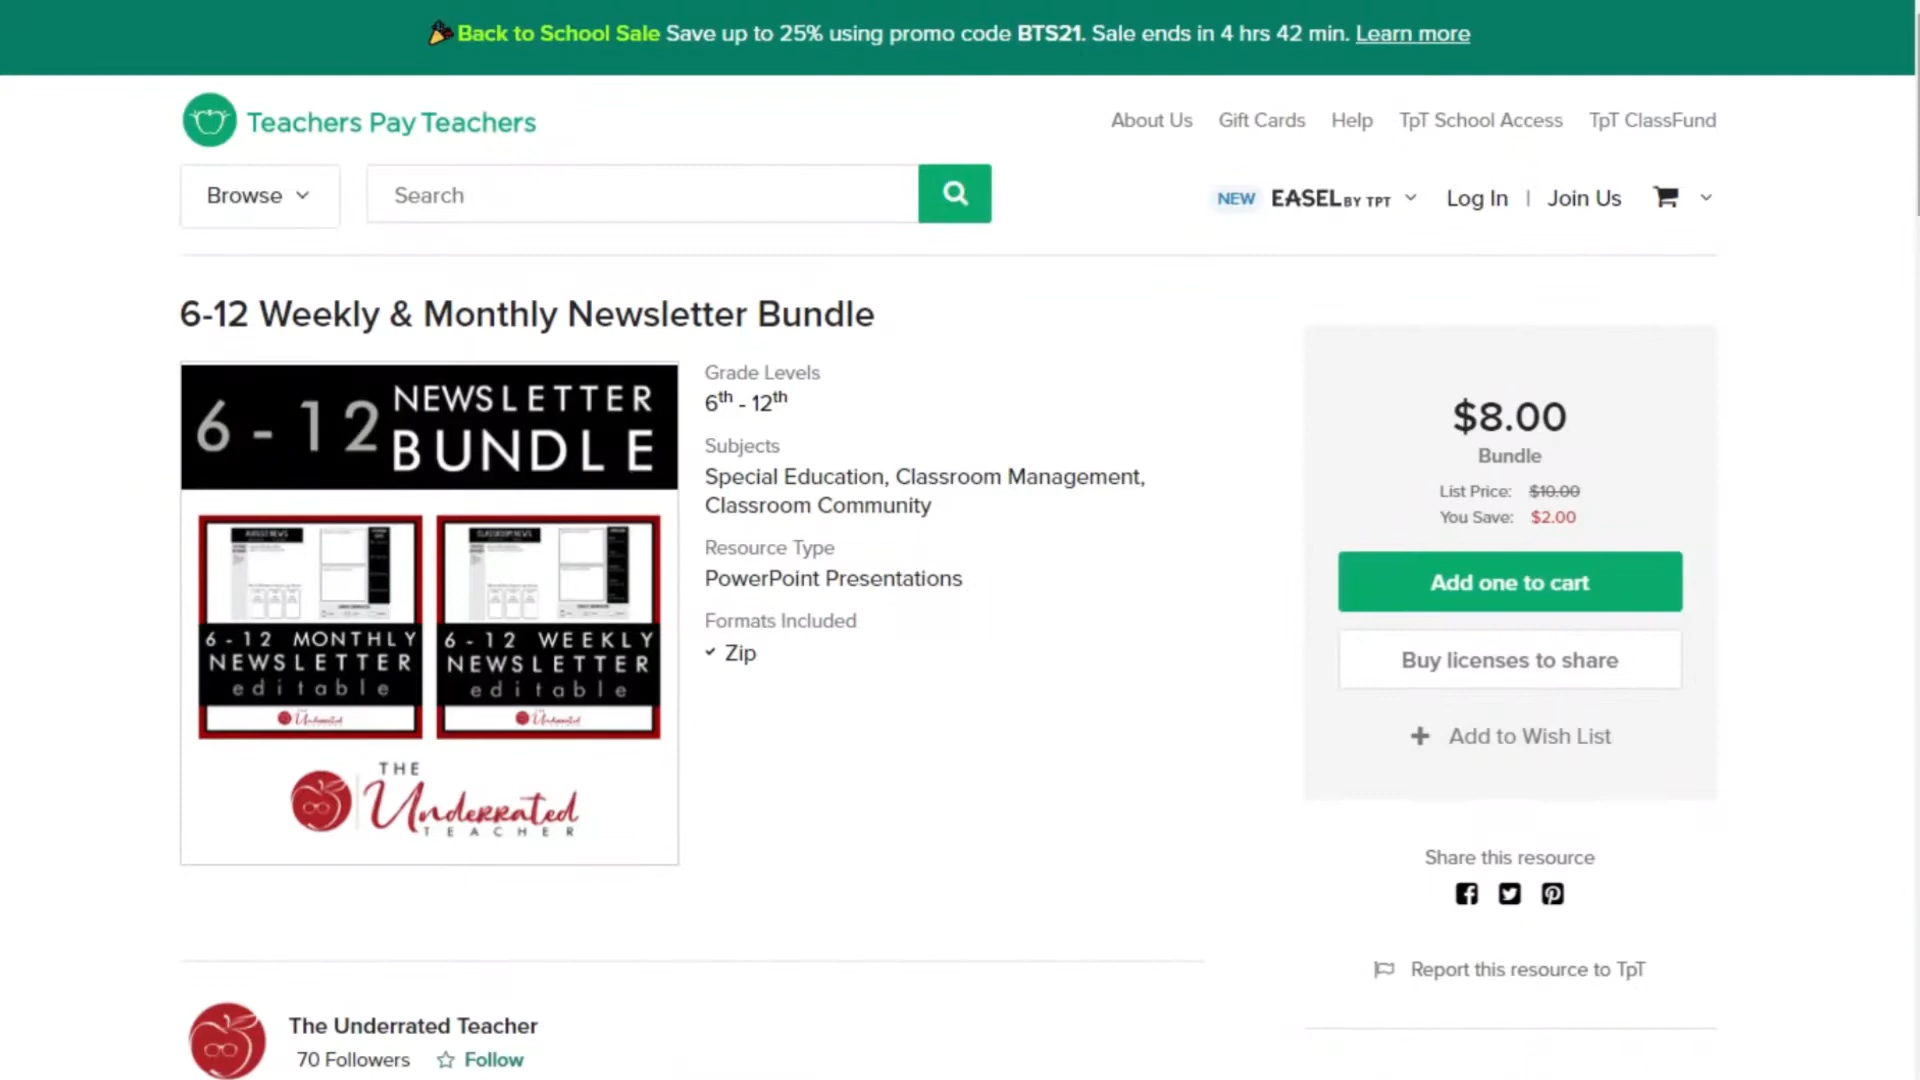 Back to School Sale Save up to 25% using promo code BTS21. Sale ends in 4 hrs 42 min. Learn more
Teachers Pay Teachers
About Us Gift Cards Help TpT School Access TpT ClassFund
Browse Search
NEW EASEL BY TPT Log In | Join Us
6-12 Weekly & Monthly Newsletter Bundle
6 - 12 NEWSLETTER
BUNDLE
CLASSROOM NEWS
6-12 MONTHLY
NEWSLETTER
editable
The Underrated
6-12 WEEKLY
NEWSLETTER
editable
The Underrated
THE
Underrated
TEACHER
Grade Levels
6th - 12th
Subjects
Special Education, Classroom Management,
Classroom Community
Resource Type
PowerPoint Presentations
Formats Included
Zip
$8.00
Bundle
List Price: $10.00
You Save: $2.00
Add one to cart
Buy licenses to share
+ Add to Wish List
Share this resource
Report this resource to TpT
The Underrated Teacher
70 Followers Follow